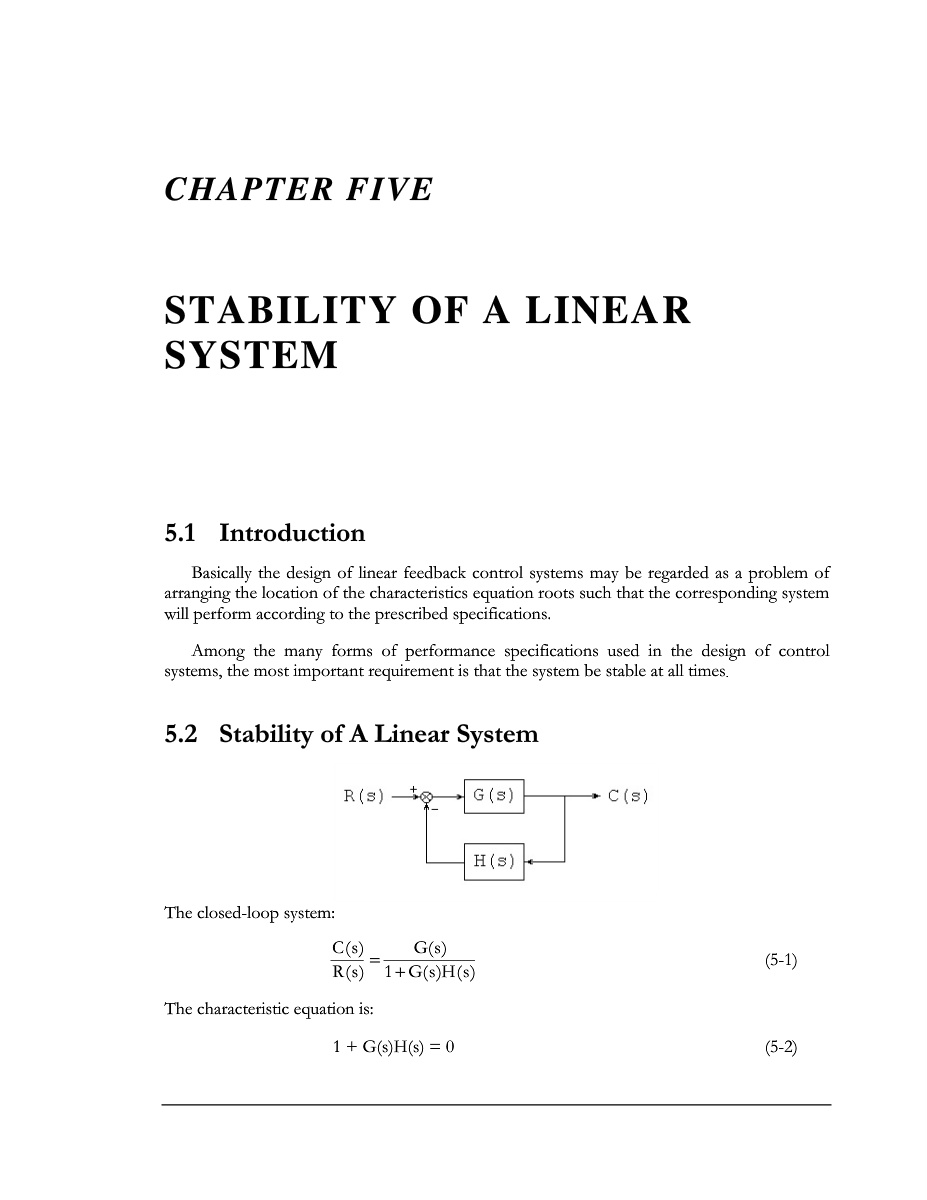 CHAPTER FIVE
STABILITY OF A LINEAR
SYSTEM
5.1 Introduction
Basically the design of linear feedback control systems may be regarded as a problem of
arranging the location of the characteristics equation roots such that the corresponding system
will perform according to the prescribed specifications.
Among the many forms of performance specifications used in the design of control
systems, the most important requirement is that the system be stable at all times.
5.2 Stability of A Linear System
R(s) + − G(s) C(s)
H(s)
The closed-loop system:
C(s)/R(s) = G(s)/1+G(s)H(s) (5-1)
The characteristic equation is:
1 + G(s)H(s) = 0 (5-2)